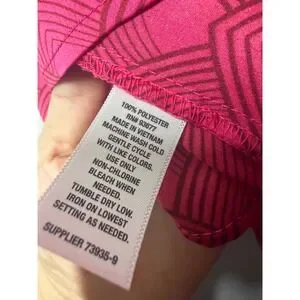 100% POLYESTER
RN# 93677
MADE IN VIETNAM
MACHINE WASH COLD
GENTLE CYCLE
WITH LIKE COLORS.
USE ONLY
NON-CHLORINE
BLEACH WHEN
NEEDED.
TUMBLE DRY LOW.
IRON ON LOWEST
SETTING AS NEEDED.
SUPPLIER 73935-9